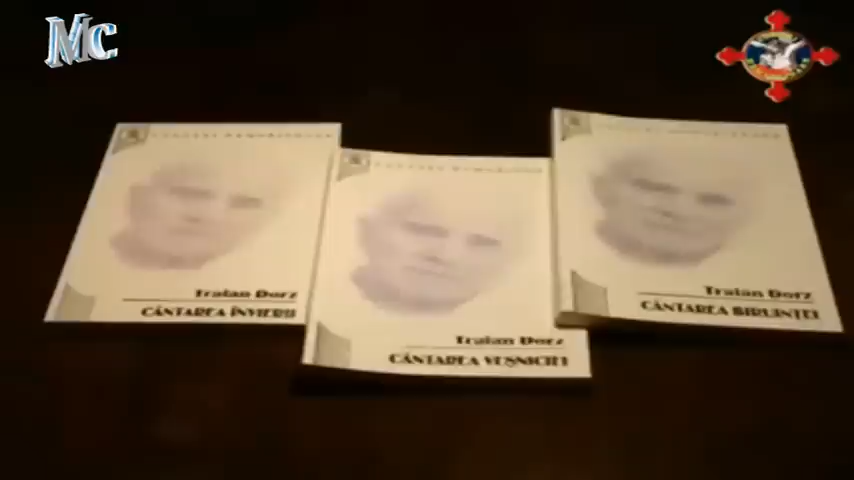 Mc
Traian Dorz
CÂNTAREA ÎNVIERII
Traian Dorz
CÂNTAREA VEȘNICIEI
Traian Dorz
CÂNTAREA BIRUINȚEI